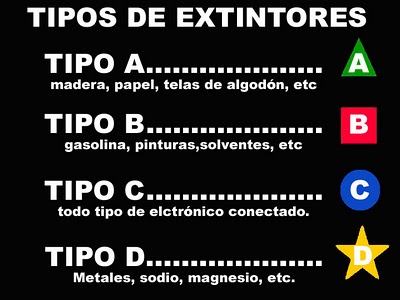 TIPOS DE EXTINTORES
TIPO A.................... A
madera, papel, telas de algodón, etc
TIPO B.................... B
gasolina, pinturas,solventes, etc
TIPO C.................... C
todo tipo de elctrónico conectado.
TIPO D.................... D
Metales, sodio, magnesio, etc.